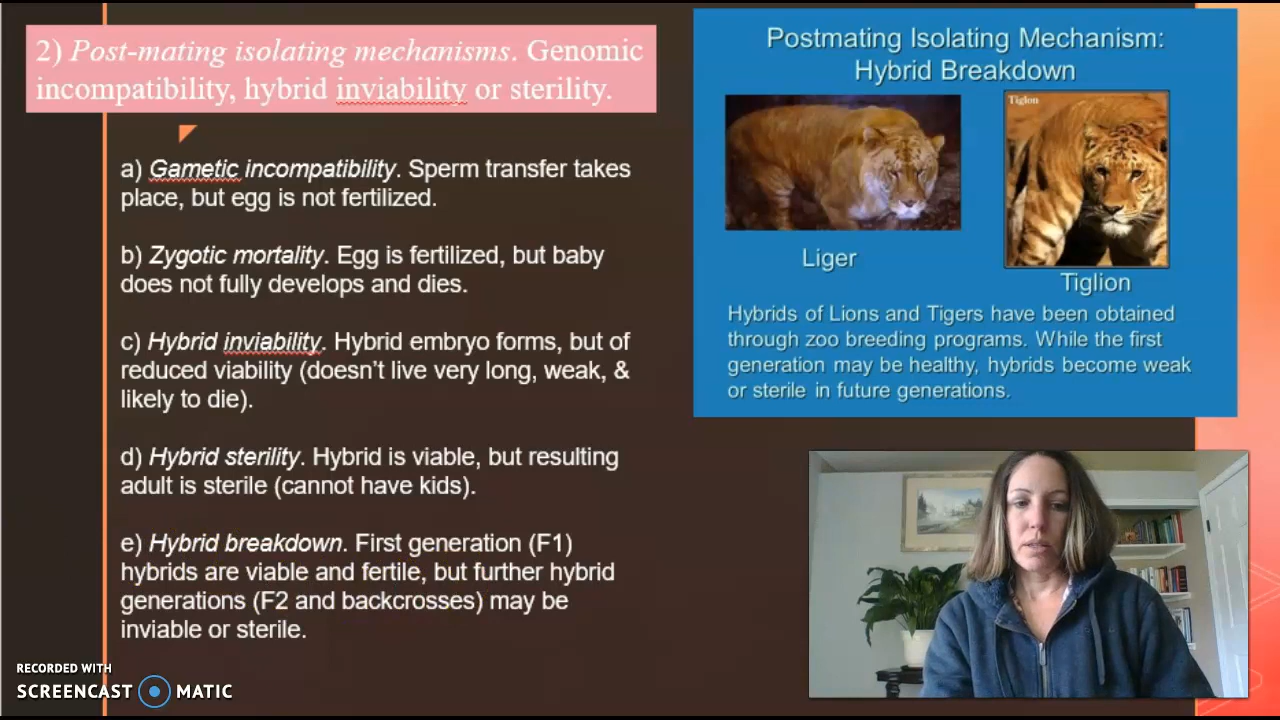 2) Post-mating isolating mechanisms. Genomic
incompatibility, hybrid inviability or sterility.
a) Gametic incompatibility. Sperm transfer takes
place, but egg is not fertilized.
b) Zygotic mortality. Egg is fertilized, but baby
does not fully develops and dies.
c) Hybrid inviability. Hybrid embryo forms, but of
reduced viability (doesn't live very long, weak, &
likely to die).
d) Hybrid sterility. Hybrid is viable, but resulting
adult is sterile (cannot have kids).
e) Hybrid breakdown. First generation (F1)
hybrids are viable and fertile, but further hybrid
generations (F2 and backcrosses) may be
inviable or sterile.
Postmating Isolating Mechanism:
Hybrid Breakdown
Tiglon
Liger
Tiglion
Hybrids of Lions and Tigers have been obtained
through zoo breeding programs. While the first
generation may be healthy, hybrids become weak
or sterile in future generations.
RECORDED WITH
SCREENCAST MATIC